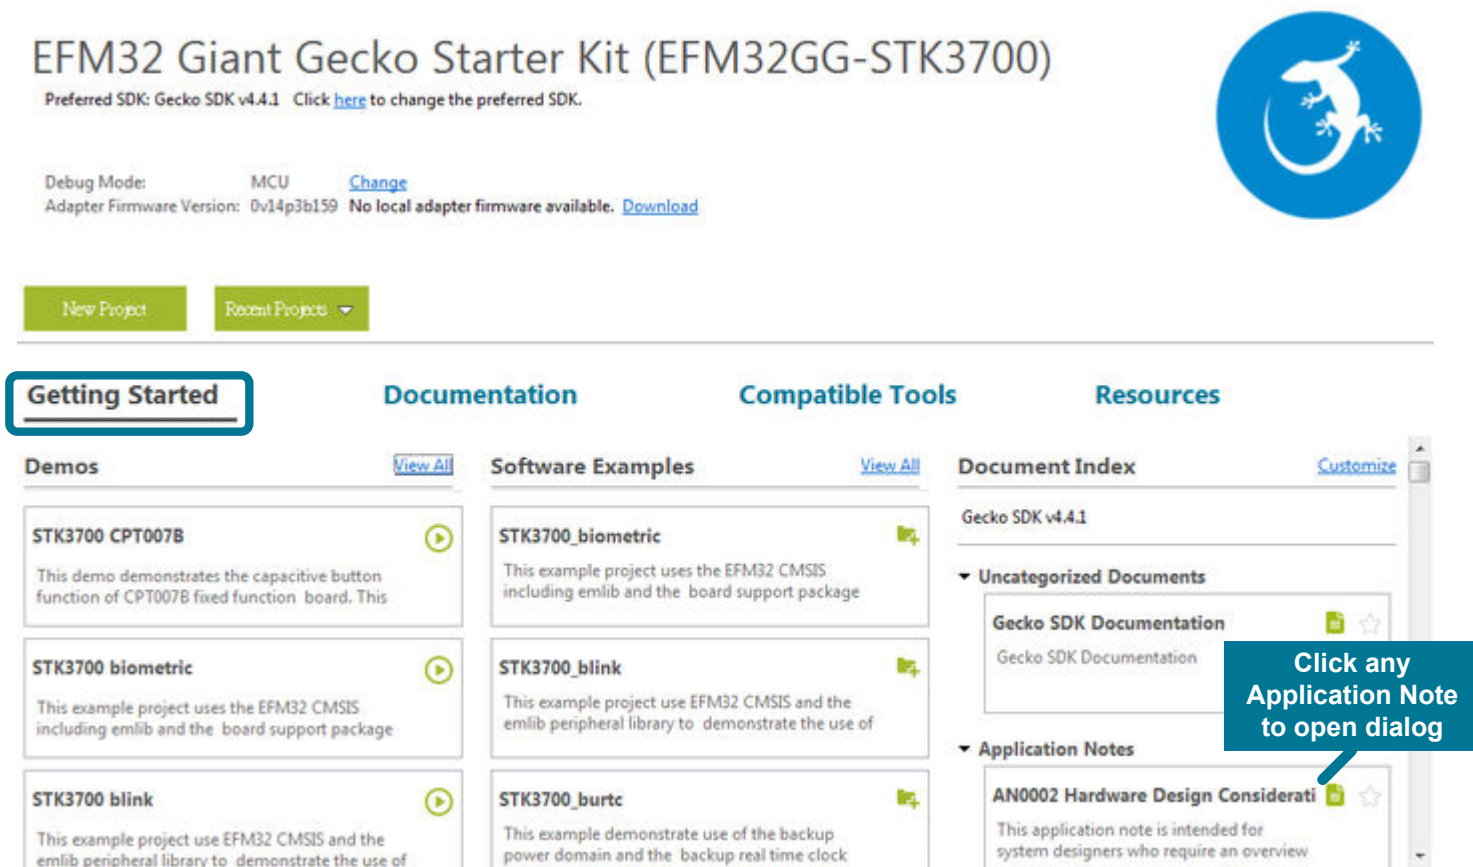 EFM32 Giant Gecko Starter Kit (EFM32GG-STK3700)
Preferred SDK: Gecko SDK v4.4.1 Click here to change the preferred SDK.
Debug Mode: MCU Change
Adapter Firmware Version: 0v14p3b159 No local adapter firmware available. Download
New Project
Recent Projects
Getting Started
Documentation
Compatible Tools
Resources
Demos
View All
STK3700 CPT007B
This demo demonstrates the capacitive button
function of CPT007B fixed function board. This
STK3700 biometric
This example project uses the EFM32 CMSIS
including emlib and the board support package
STK3700 blink
This example project use EFM32 CMSIS and the
emlib peripheral library to demonstrate the use of
Software Examples
View All
STK3700_biometric
This example project uses the EFM32 CMSIS
including emlib and the board support package
STK3700_blink
This example project use EFM32 CMSIS and the
emlib peripheral library to demonstrate the use of
STK3700_burtc
This example demonstrate use of the backup
power domain and the backup real time clock
Document Index
Customize
Gecko SDK v4.4.1
Uncategorized Documents
Gecko SDK Documentation
Gecko SDK Documentation
Click any
Application Note
to open dialog
Application Notes
AN0002 Hardware Design Considerati
This application note is intended for
system designers who require an overview